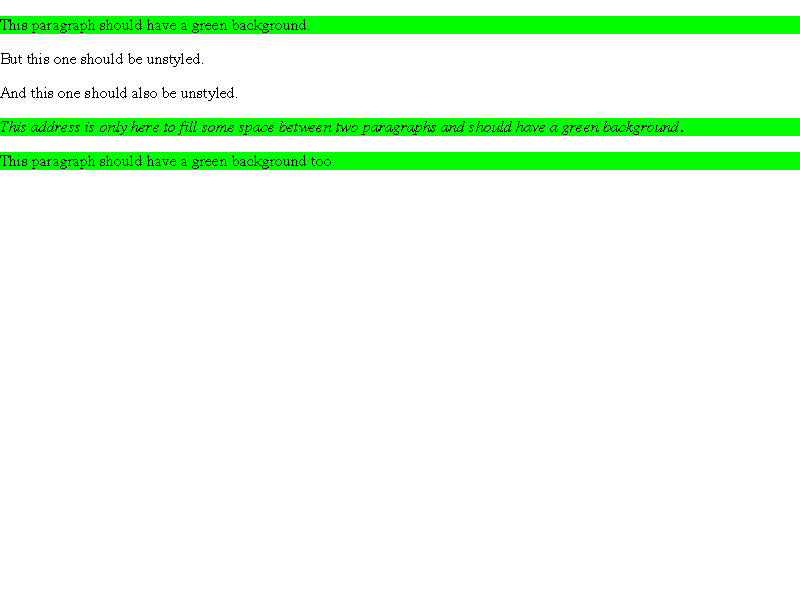 This paragraph should have a green background.
But this one should be unstyled.
And this one should also be unstyled.
This address is only here to fill some space between two paragraphs and should have a green background.
This paragraph should have a green background too.